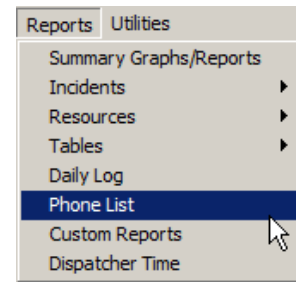 Reports Utilities
Summary Graphs/Reports
Incidents
Resources
Tables
Daily Log
Phone List
Custom Reports
Dispatcher Time